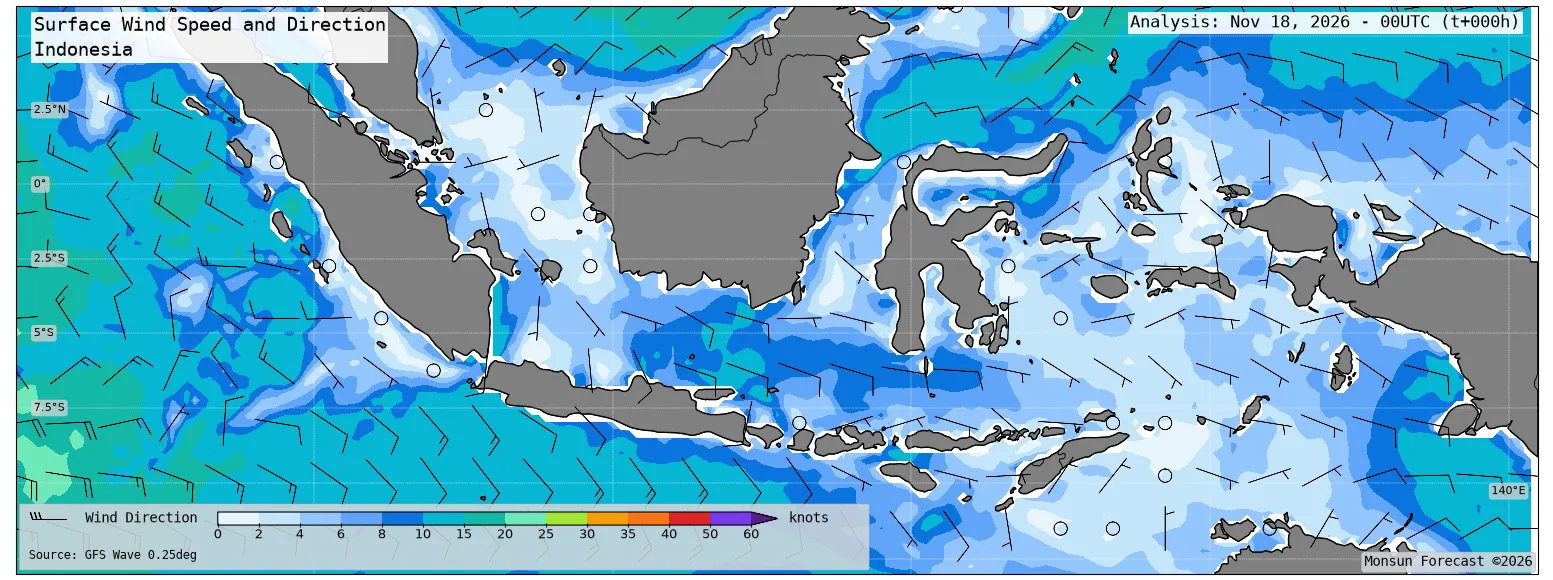 Surface Wind Speed and Direction
Indonesia
Analysis: Nov 18, 2026 - 00UTC (t+000h)
2.5°N
0°
2.5°S
5°S
7.5°S
140°E
Wind Direction
knots
0 2 4 6 8 10 15 20 25 30 35 40 50 60
Source: GFS Wave 0.25deg
Monsun Forecast ©2026